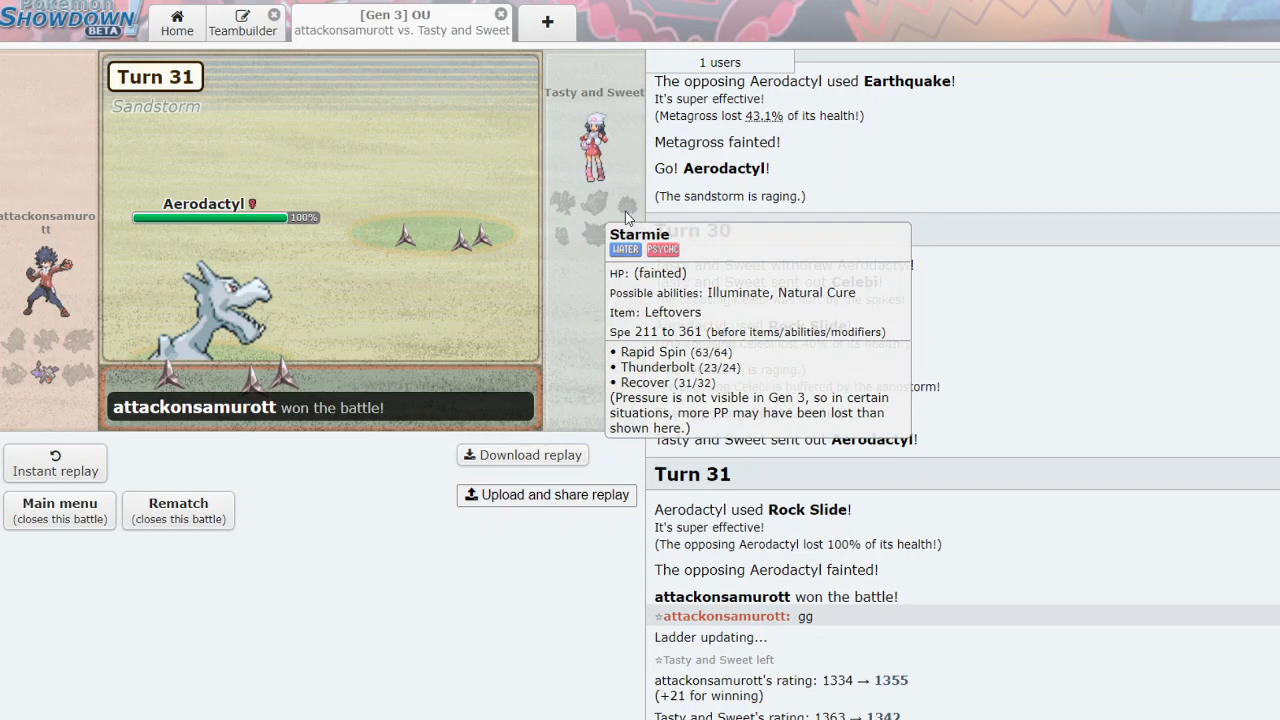 Pokémon
SHOWDOWN!
BETA
Home
Teambuilder
[Gen 3] OU
attackonsamurott vs. Tasty and Sweet
+
Turn 31
Sandstorm
Aerodactyl
100%
attackonsamuro
tt
Tasty and Sweet
attackonsamurott won the battle!
Instant replay
Download replay
Upload and share replay
Main menu
(closes this battle)
Rematch
(closes this battle)
1 users
The opposing Aerodactyl used Earthquake!
It's super effective!
(Metagross lost 43.1% of its health!)
Metagross fainted!
Go! Aerodactyl!
(The sandstorm is raging.)
Turn 30
Starmie
WATER PSYCHC
HP: (fainted)
Possible abilities: Illuminate, Natural Cure
Item: Leftovers
Spe 211 to 361 (before items/abilities/modifiers)
• Rapid Spin (63/64)
• Thunderbolt (23/24)
• Recover (31/32)
(Pressure is not visible in Gen 3, so in certain
situations, more PP may have been lost than
shown here.)
Tasty and Sweet sent out Aerodactyl!
Turn 31
Aerodactyl used Rock Slide!
It's super effective!
(The opposing Aerodactyl lost 100% of its health!)
The opposing Aerodactyl fainted!
attackonsamurott won the battle!
☆attackonsamurott: gg
Ladder updating...
☆Tasty and Sweet left
attackonsamurott's rating: 1334 → 1355
(+21 for winning)
Tasty and Sweet's rating: 1363 → 1342